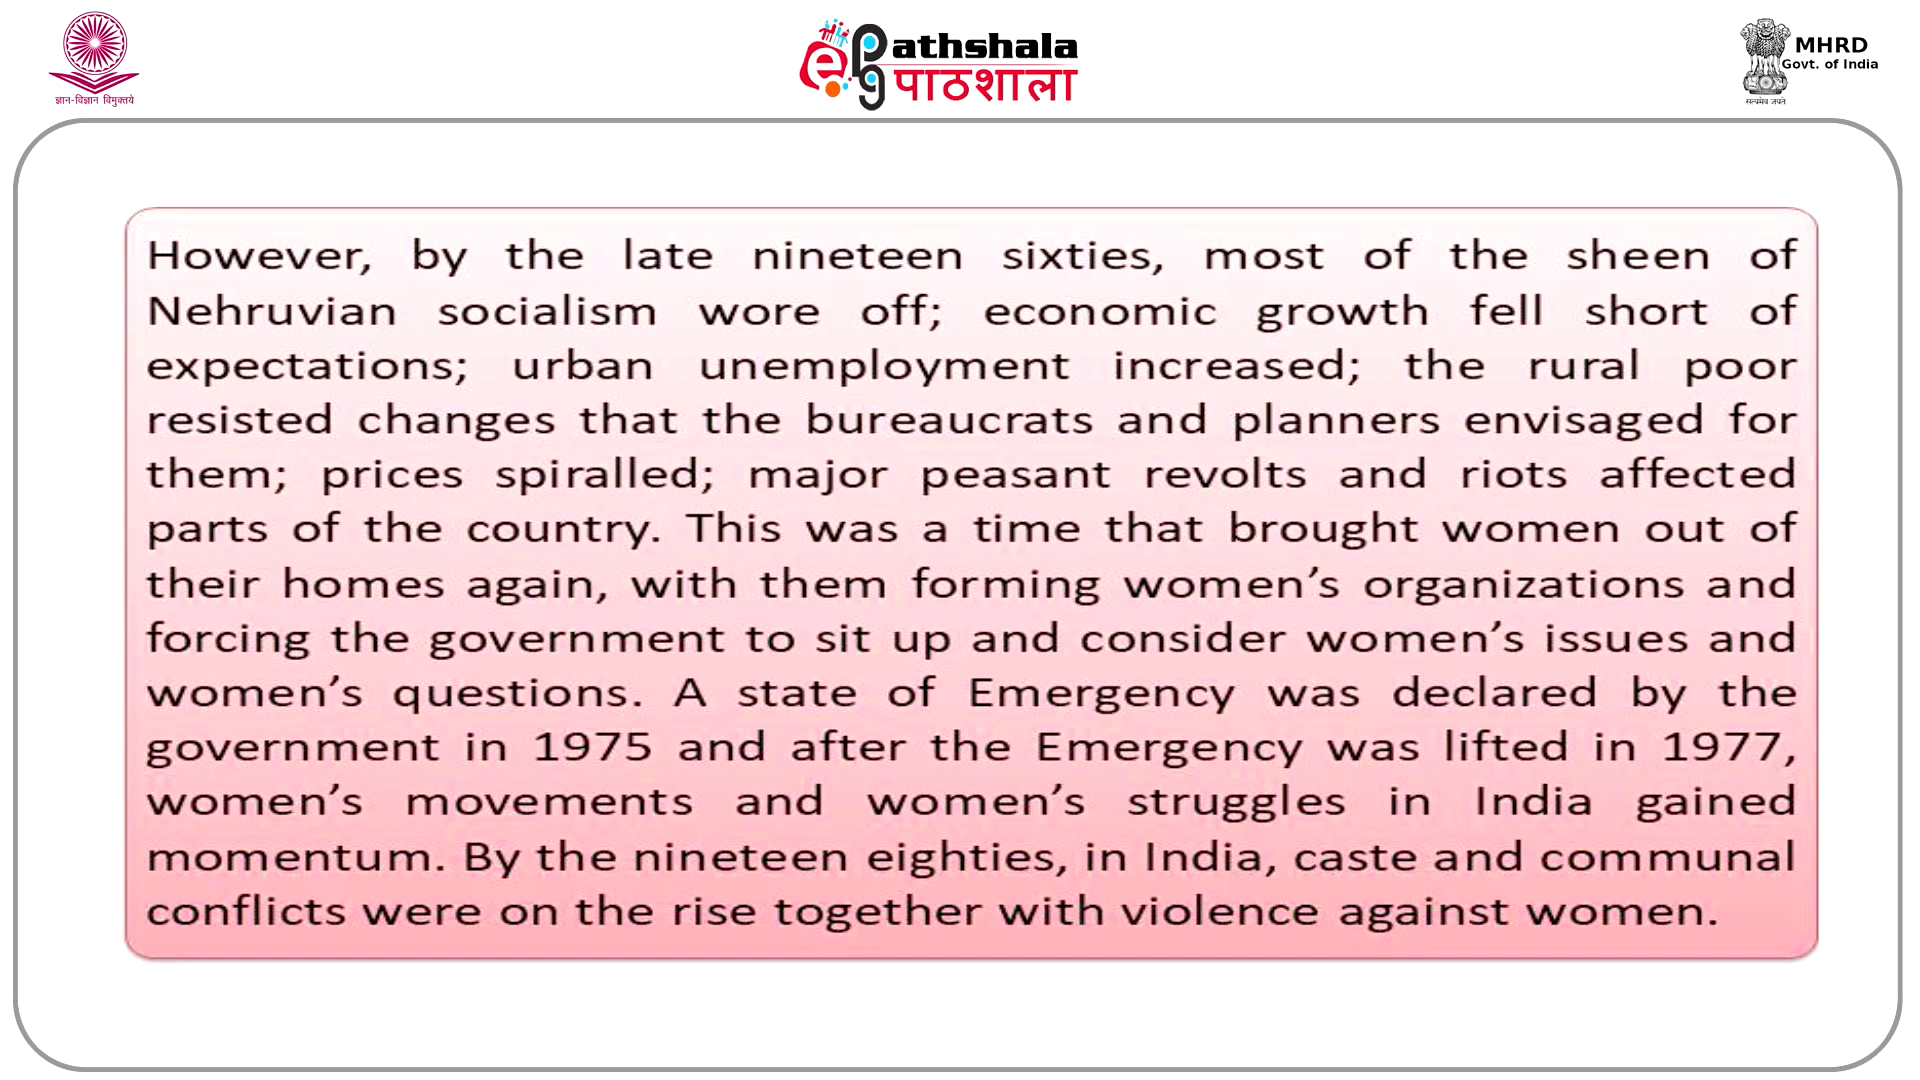 ज्ञान-विज्ञान विमुक्तये
e PG athshala
पाठशाला
MHRD
Govt. of India
सत्यमेव जयते
However, by the late nineteen sixties, most of the sheen of
Nehruvian socialism wore off; economic growth fell short of
expectations; urban unemployment increased; the rural poor
resisted changes that the bureaucrats and planners envisaged for
them; prices spiralled; major peasant revolts and riots affected
parts of the country. This was a time that brought women out of
their homes again, with them forming women’s organizations and
forcing the government to sit up and consider women’s issues and
women’s questions. A state of Emergency was declared by the
government in 1975 and after the Emergency was lifted in 1977,
women’s movements and women’s struggles in India gained
momentum. By the nineteen eighties, in India, caste and communal
conflicts were on the rise together with violence against women.